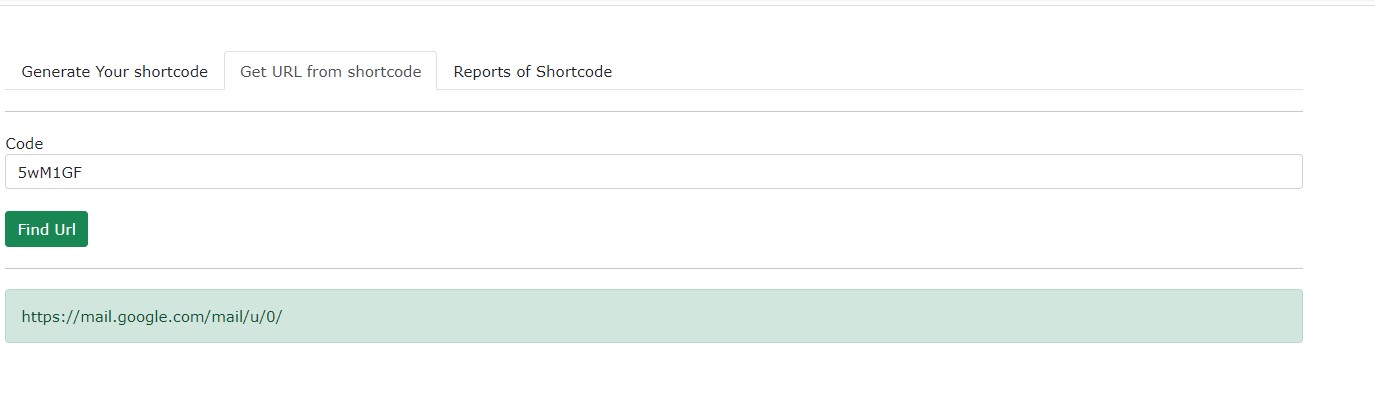 Generate Your shortcode
Get URL from shortcode
Reports of Shortcode
Code
5wM1GF
Find Url
https://mail.google.com/mail/u/0/